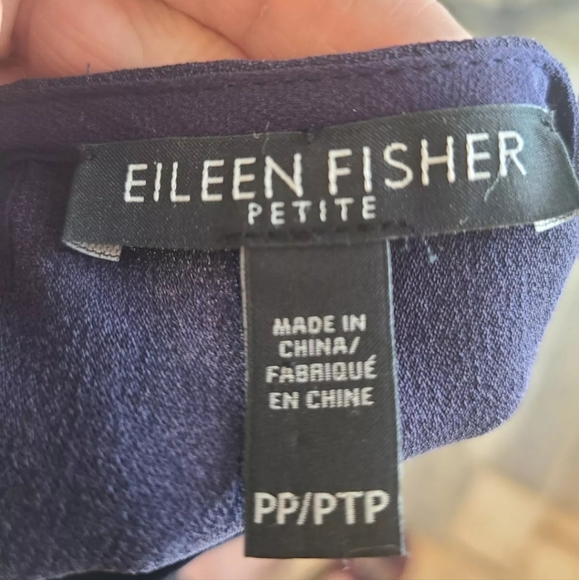 EILEEN FISHER
PETITE
MADE IN
CHINA/
FABRIQUÉ
EN CHINE
PP/PTP